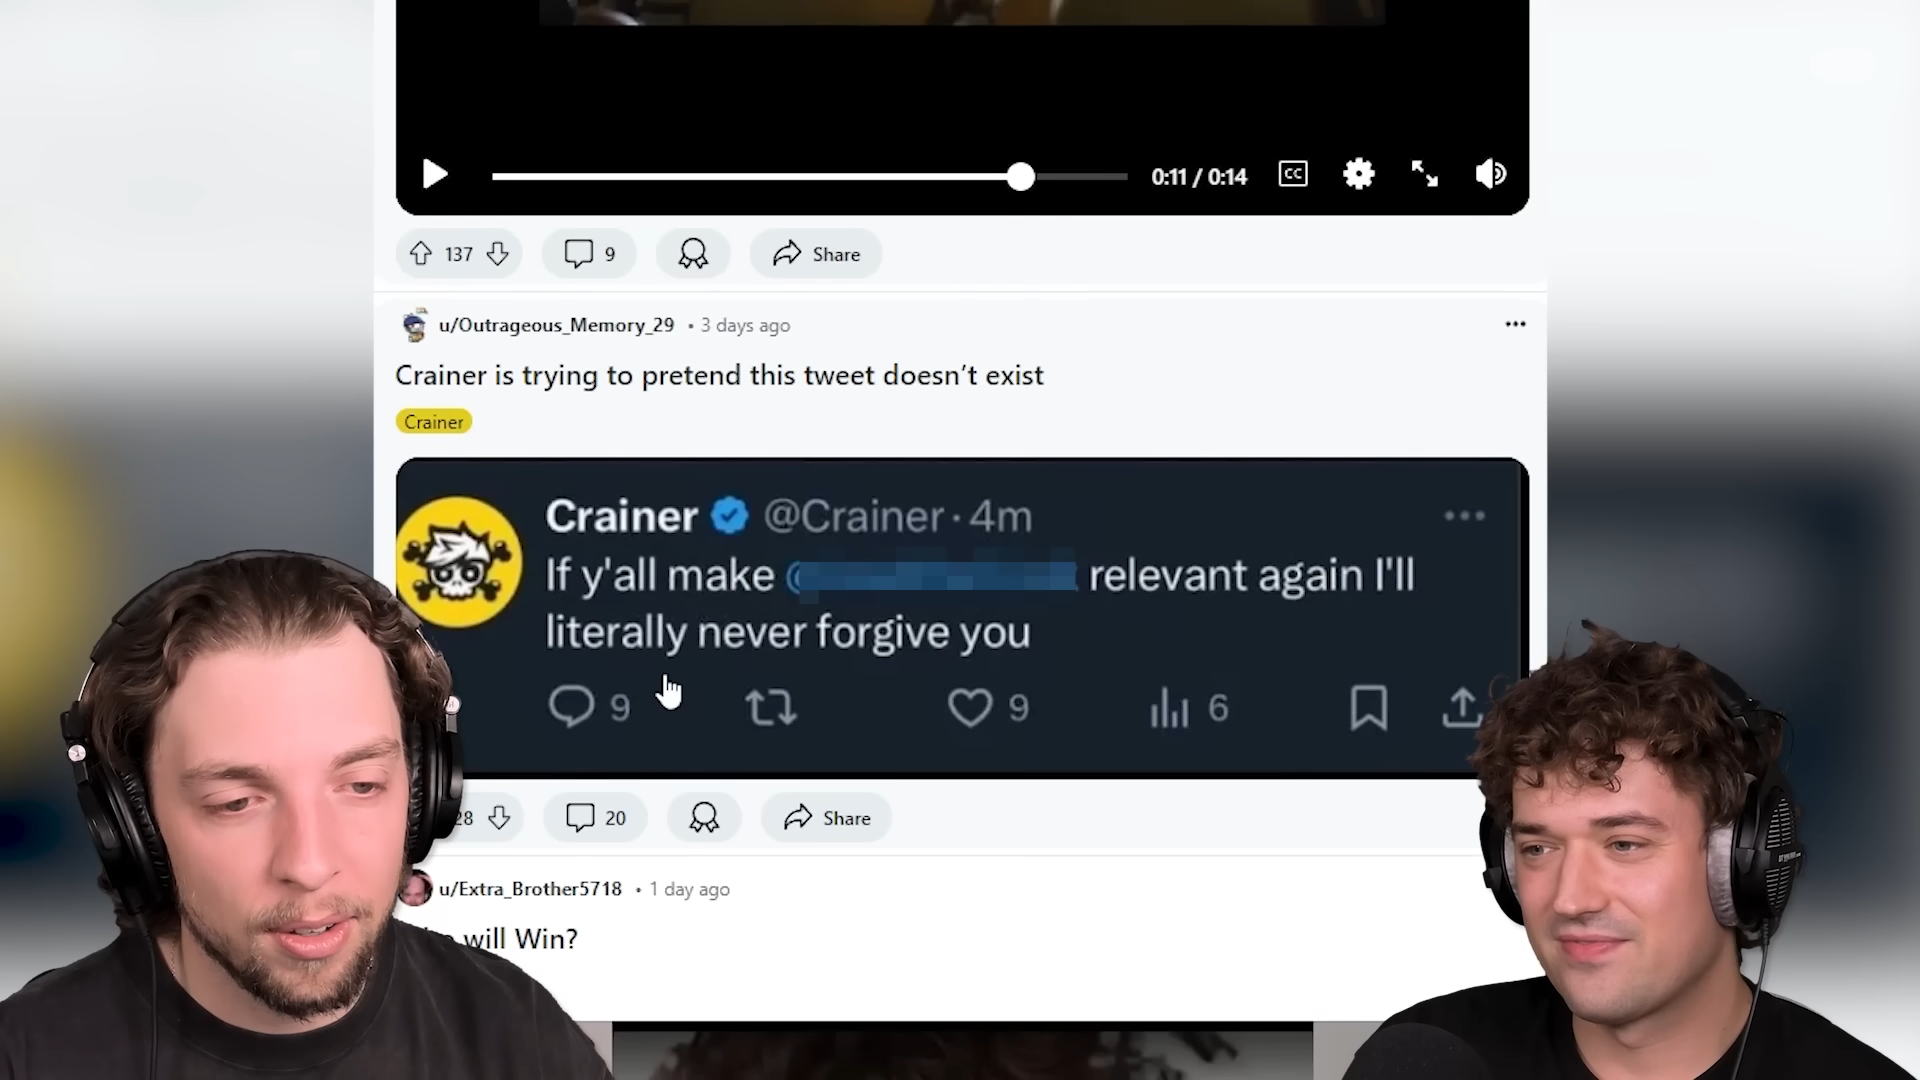 0:11 / 0:14 CC
137 9 Share
u/Outrageous_Memory_29 • 3 days ago
Crainer is trying to pretend this tweet doesn’t exist
Crainer
Crainer @Crainer · 4m
If y'all make @ relevant again I'll
literally never forgive you
9 9 6
28 20 Share
u/Extra_Brother5718 • 1 day ago
will Win?